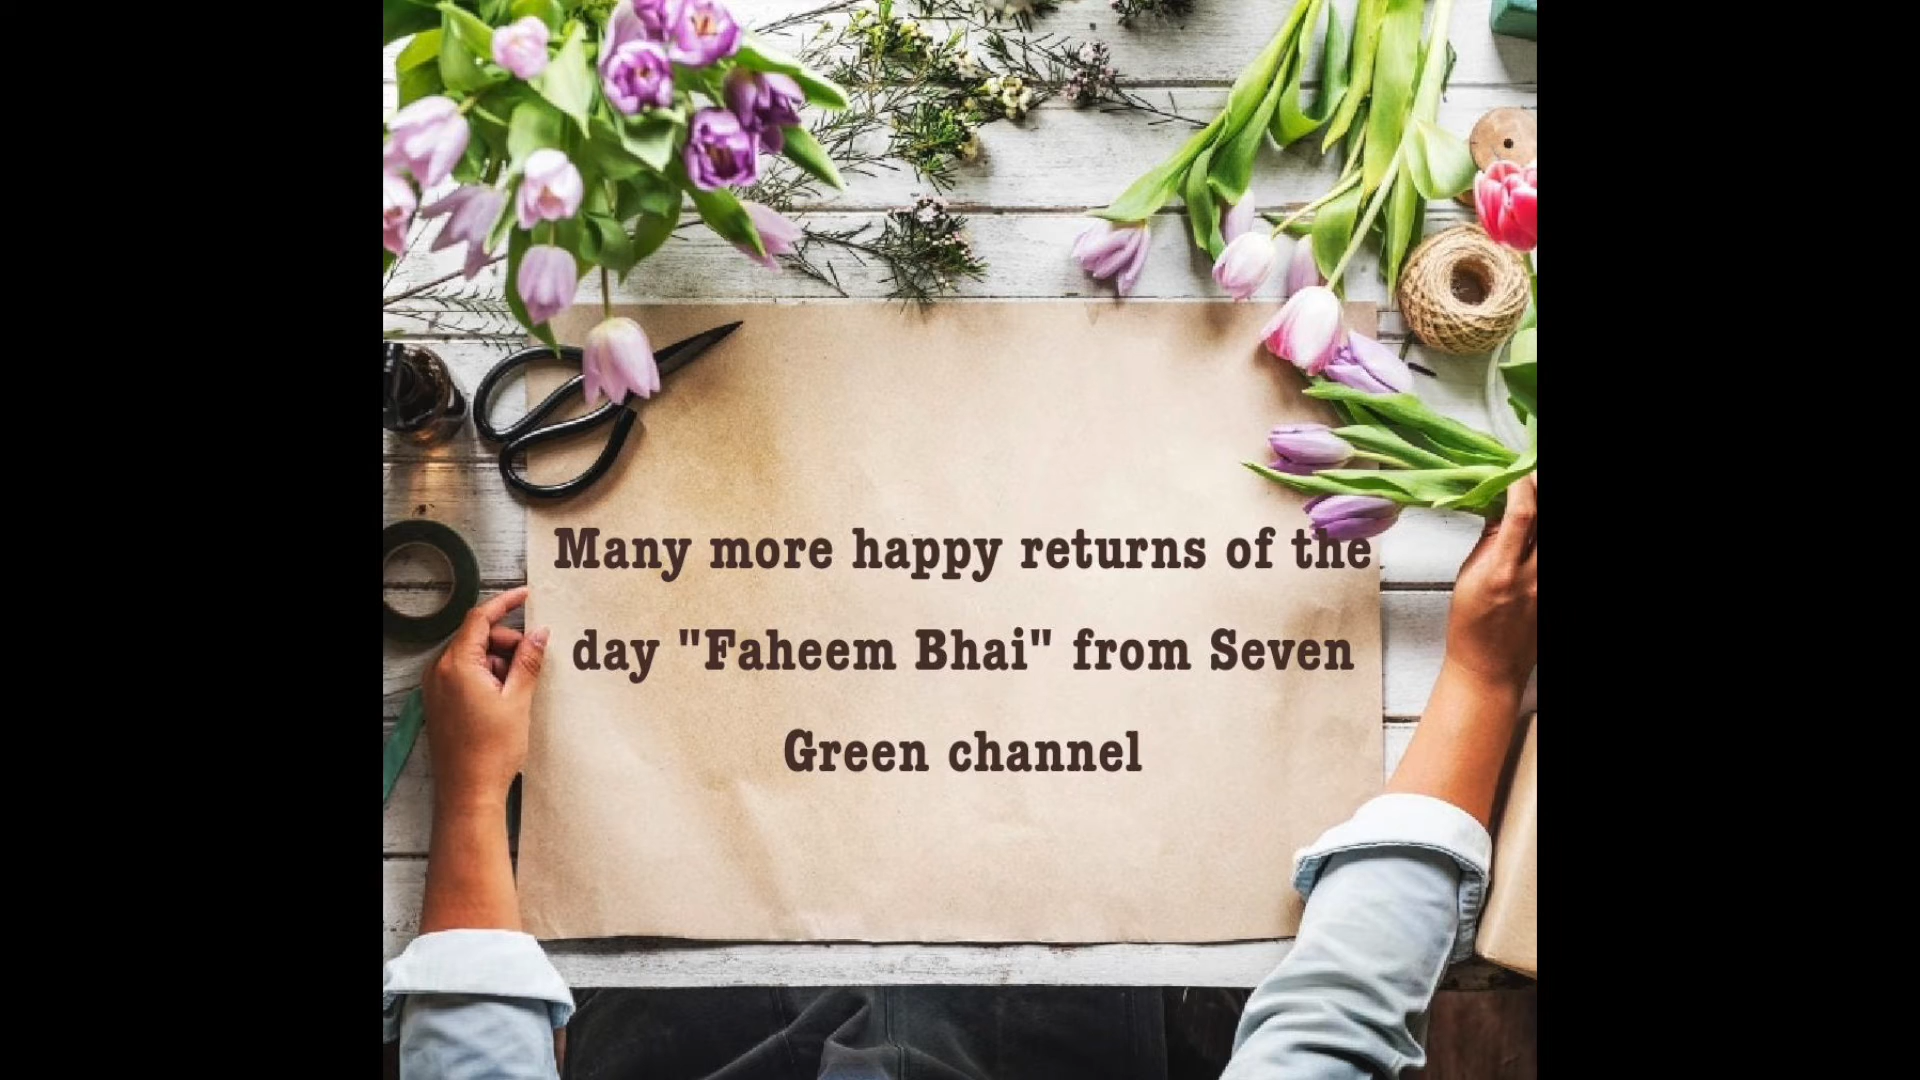 Many more happy returns of the
day "Faheem Bhai" from Seven
Green channel